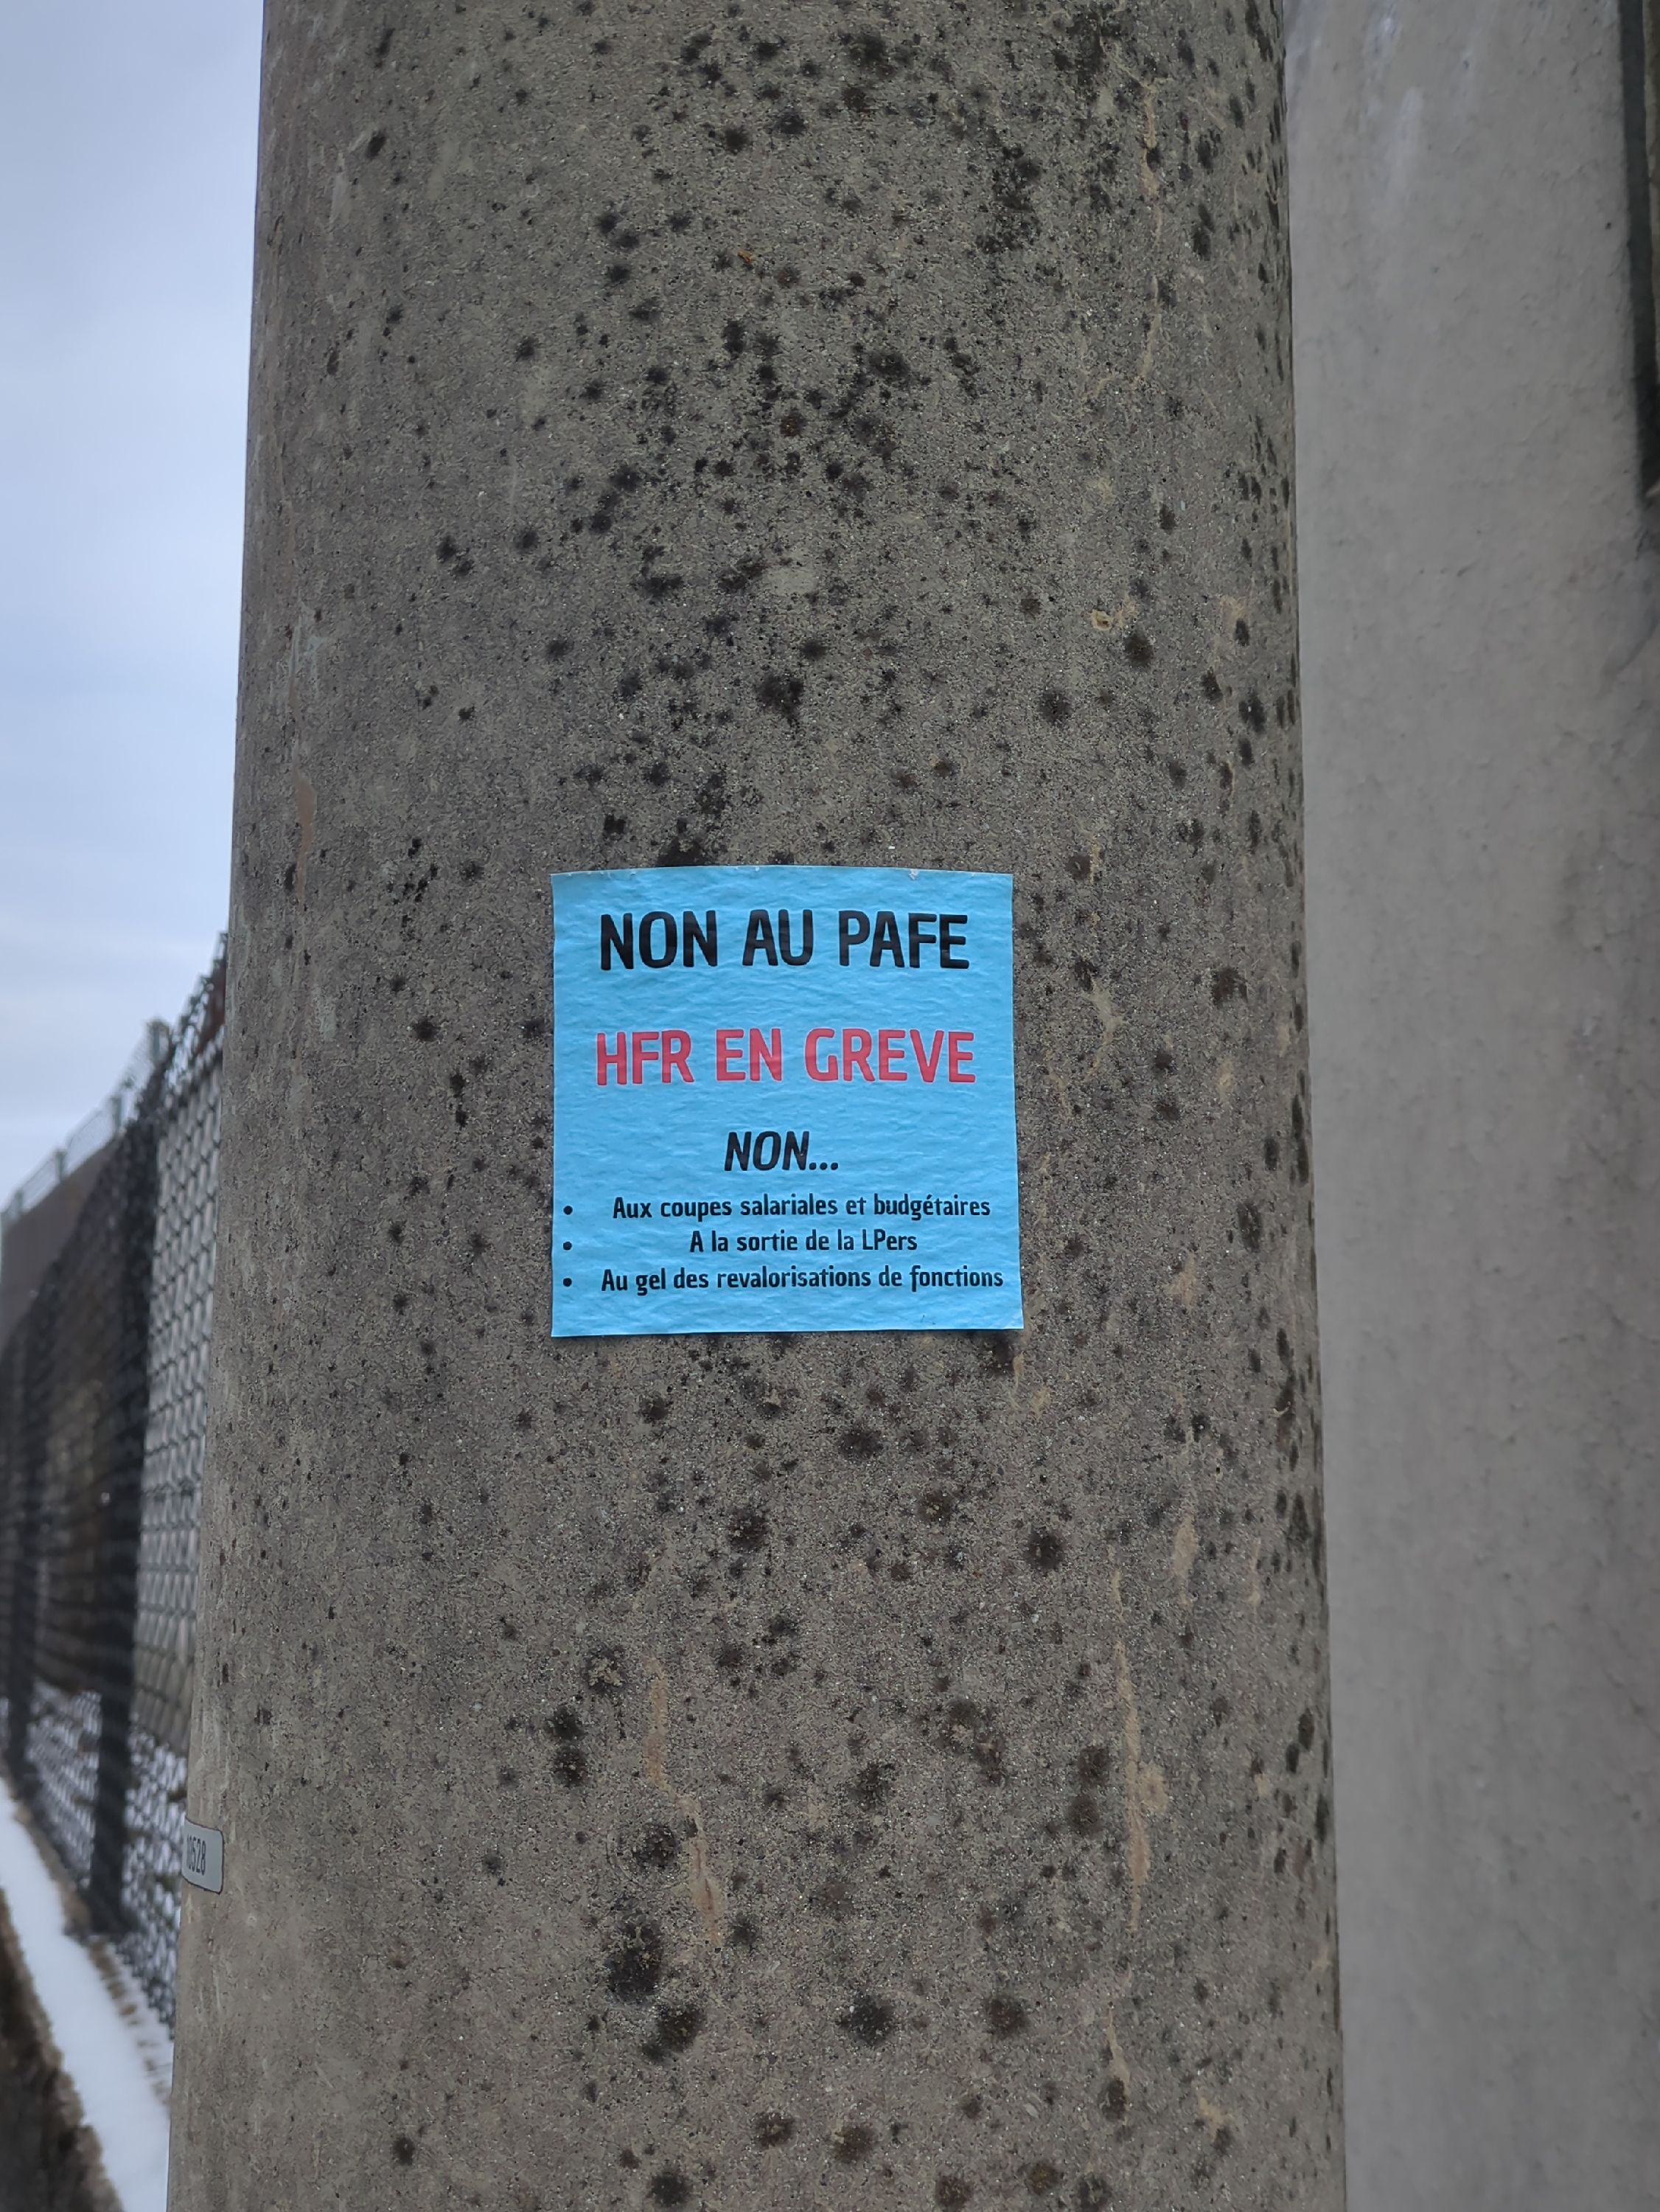 NON AU PAFE
HFR EN GREVE
NON...
• Aux coupes salariales et budgétaires
• A la sortie de la LPers
• Au gel des revalorisations de fonctions